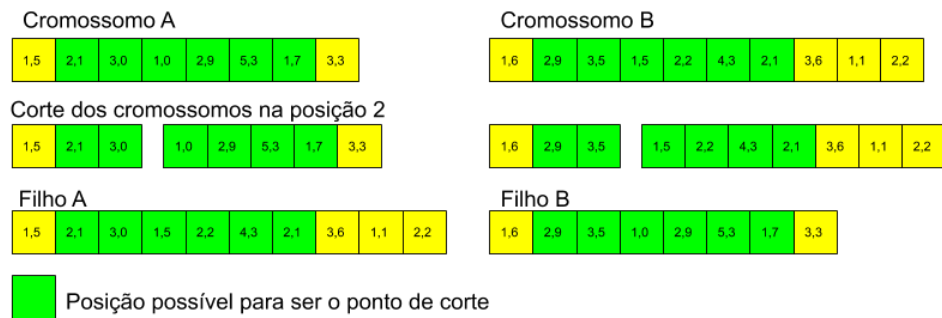 Cromossomo A
Cromossomo B
1,5 2,1 3,0 1,0 2,9 5,3 1,7 3,3
1,6 2,9 3,5 1,5 2,2 4,3 2,1 3,6 1,1 2,2
Corte dos cromossomos na posição 2
1,5 2,1 3,0 1,0 2,9 5,3 1,7 3,3
1,6 2,9 3,5 1,5 2,2 4,3 2,1 3,6 1,1 2,2
Filho A
Filho B
1,5 2,1 3,0 1,5 2,2 4,3 2,1 3,6 1,1 2,2
1,6 2,9 3,5 1,0 2,9 5,3 1,7 3,3
Posição possível para ser o ponto de corte